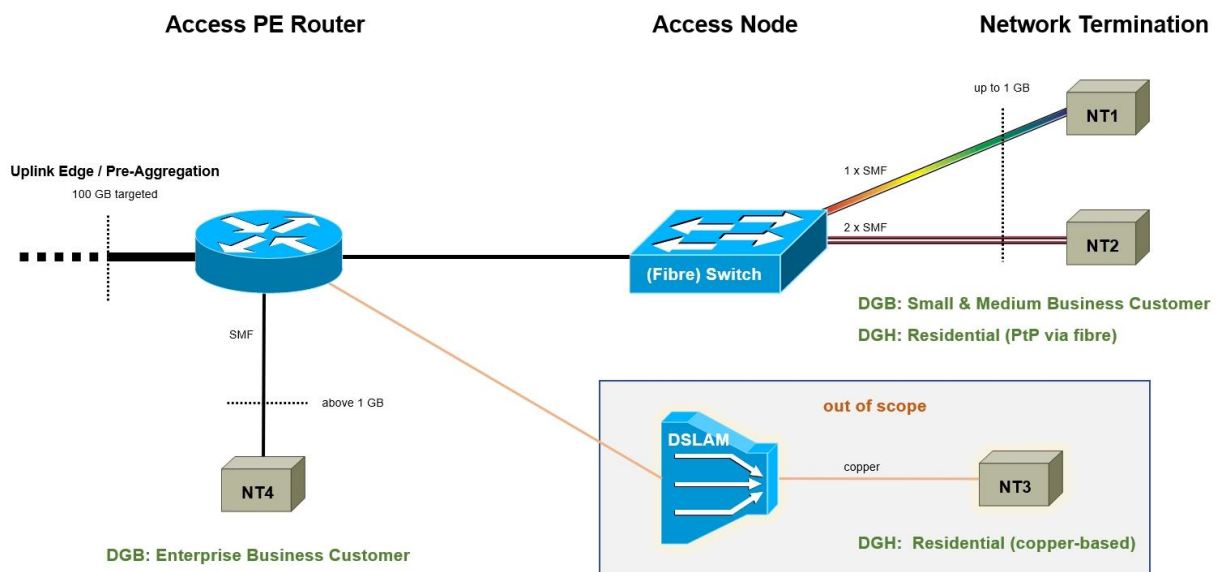 Access PE Router
Access Node
Network Termination
up to 1 GB
NT1
Uplink Edge / Pre-Aggregation
100 GB targeted
1 x SMF
2 x SMF
NT2
(Fibre) Switch
DGB: Small & Medium Business Customer
DGH: Residential (PtP via fibre)
SMF
above 1 GB
NT4
DGB: Enterprise Business Customer
out of scope
DSLAM
copper
NT3
DGH: Residential (copper-based)